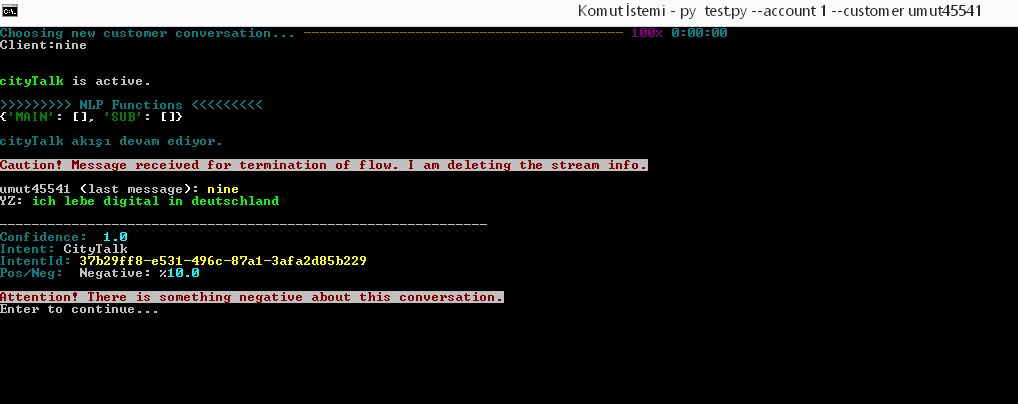 Komut İstemi - py  test.py --account 1 --customer umut45541
Choosing new customer conversation... ---------------------------------------- 100% 0:00:00
Client:nine
cityTalk is active.
>>>>>>>>> NLP Functions <<<<<<<<<
{'MAIN': [], 'SUB': []}
cityTalk akışı devam ediyor.
Caution! Message received for termination of flow. I am deleting the stream info.
umut45541 (last message): nine
YZ: ich lebe digital in deutschland
-------------------------------------------------------------
Confidence:  1.0
Intent: CityTalk
IntentId: 37b29ff8-e531-496c-87a1-3afa2d85b229
Pos/Neg:  Negative: %10.0
Attention! There is something negative about this conversation.
Enter to continue...